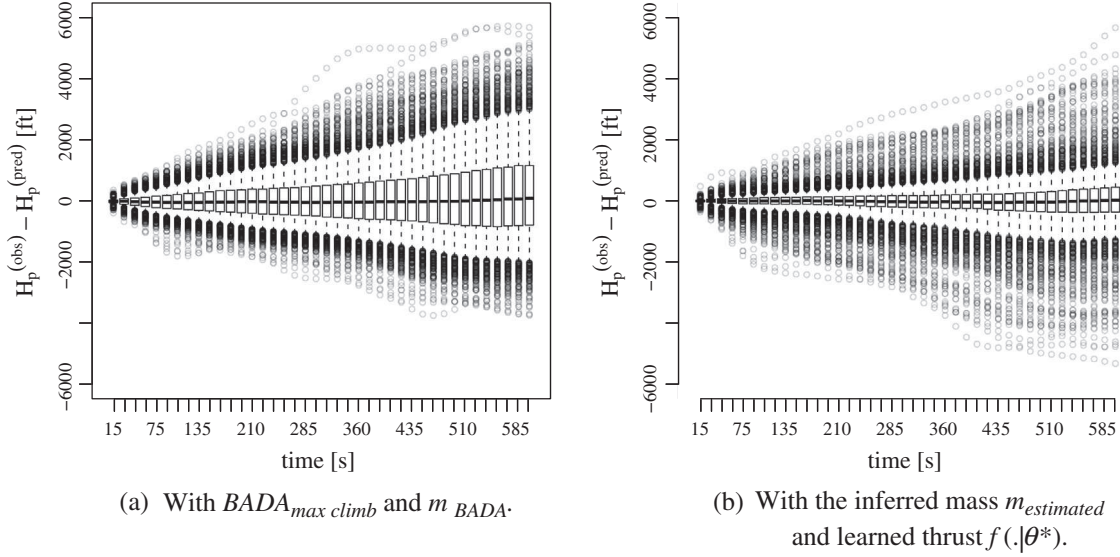 6000
4000
2000
0
−2000
−6000
H_p^(obs) − H_p^(pred) [ft]
15 75 135 210 285 360 435 510 585
time [s]
(a) With BADA_max climb and m_BADA.
6000
4000
2000
0
−2000
−6000
H_p^(obs) − H_p^(pred) [ft]
15 75 135 210 285 360 435 510 585
time [s]
(b) With the inferred mass m_estimated
and learned thrust f (.|θ*).